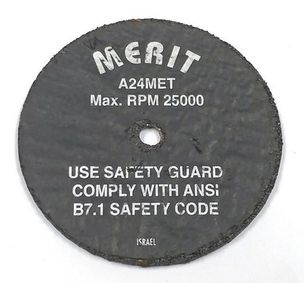 MERIT
A24MET
Max. RPM 25000
USE SAFETY GUARD
COMPLY WITH ANSI
B7.1 SAFETY CODE
ISRAEL